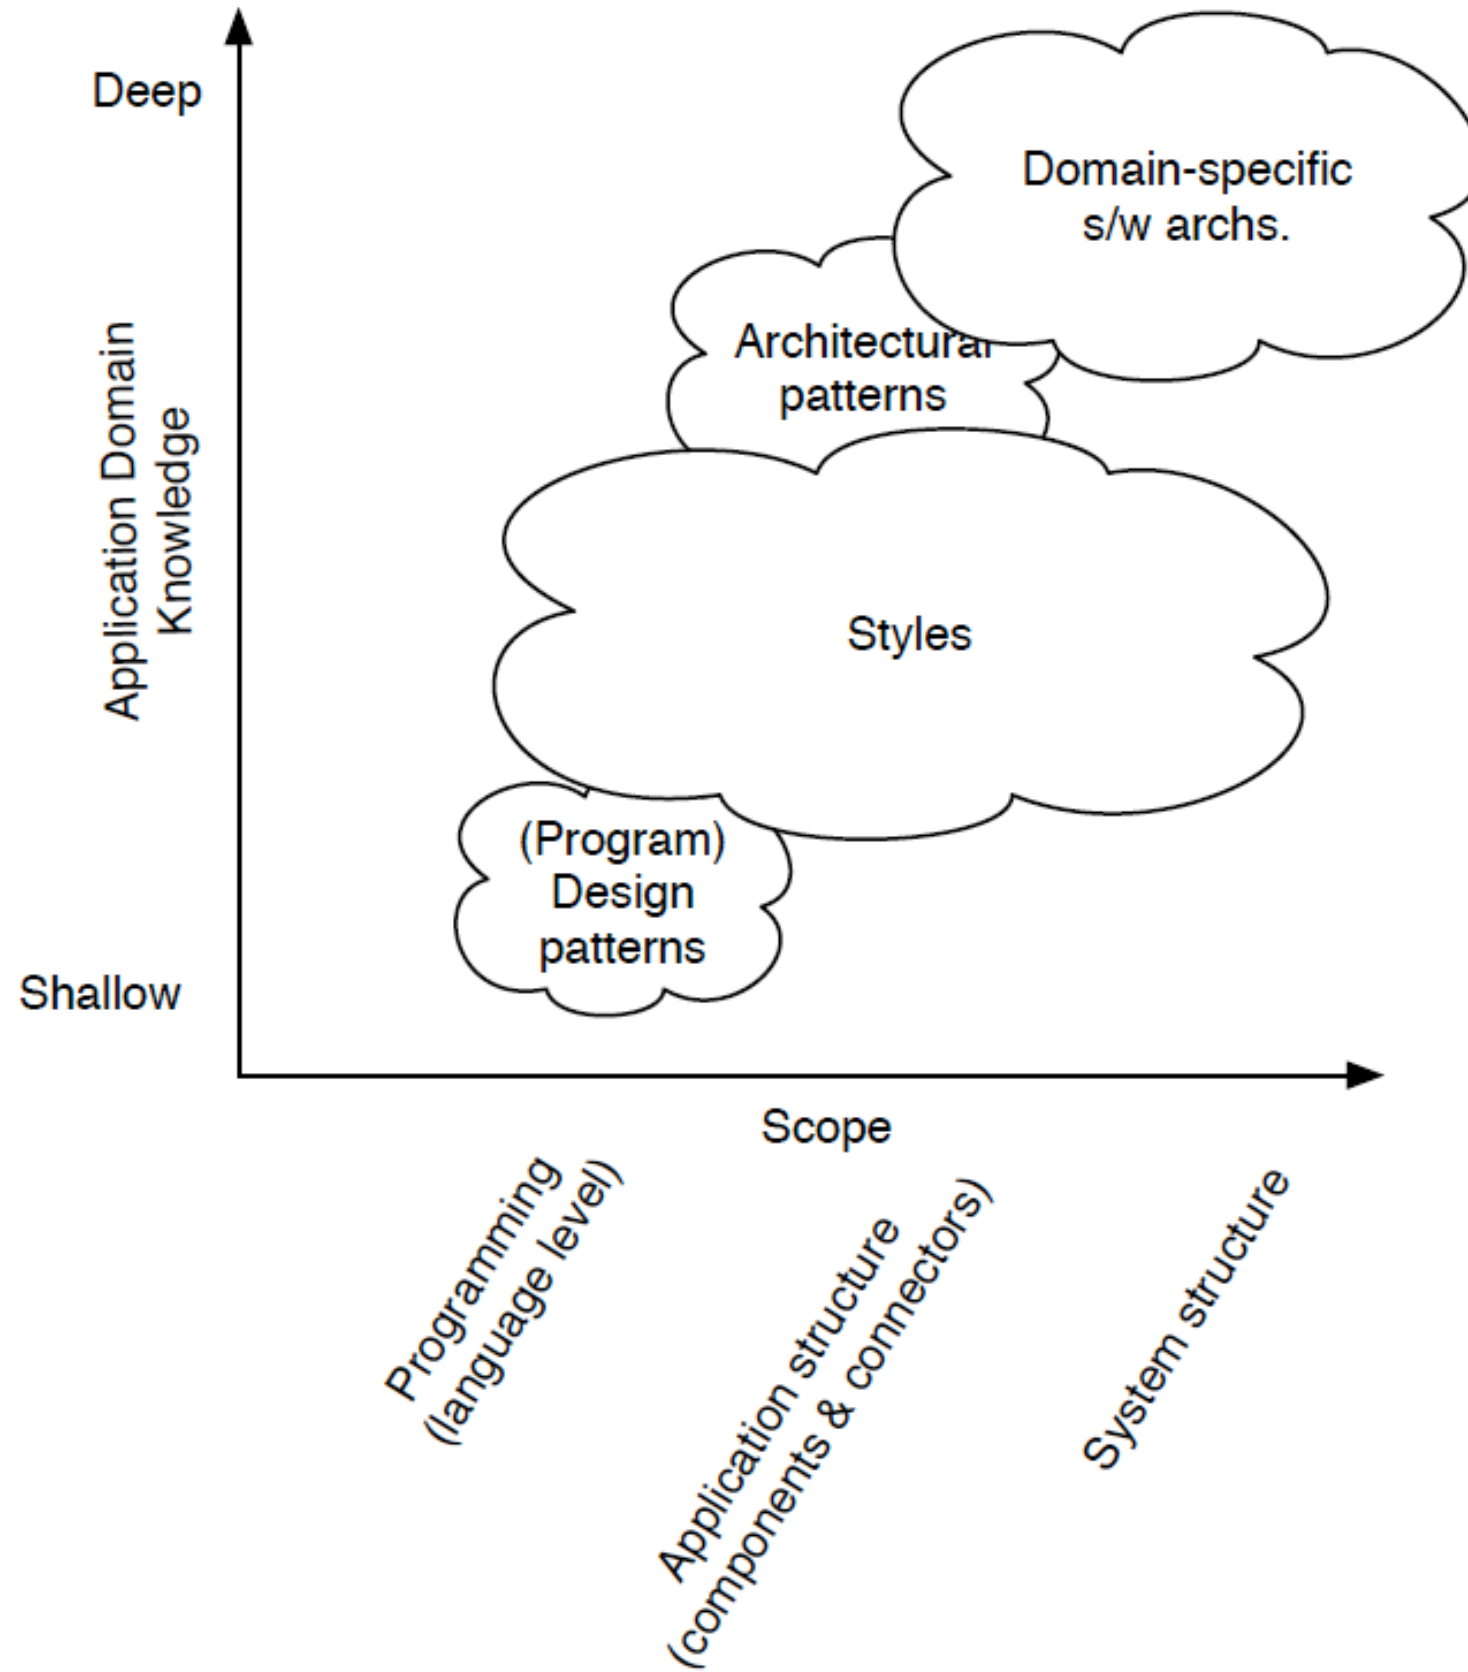 Deep
Domain-specific
s/w archs.
Architectural
patterns
Application Domain
Knowledge
Styles
(Program)
Design
patterns
Shallow
Scope
Programming
(language level)
Application structure
(components & connectors)
System structure